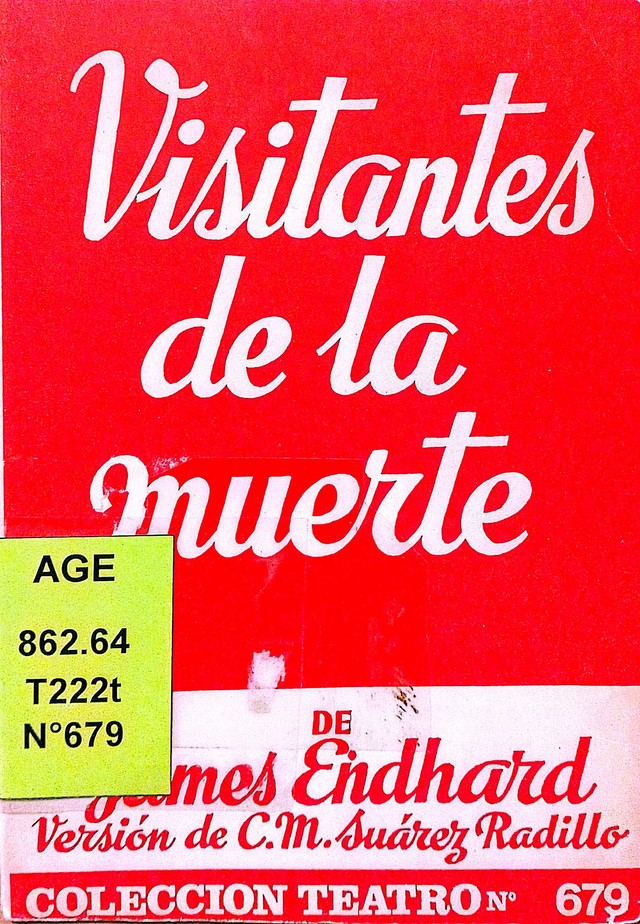 Visitantes
de la
muerte
AGE
862.64
T222t
N°679
DE
James Endhard
Versión de C.M. Suárez Radillo
COLECCION TEATRO Nº 679